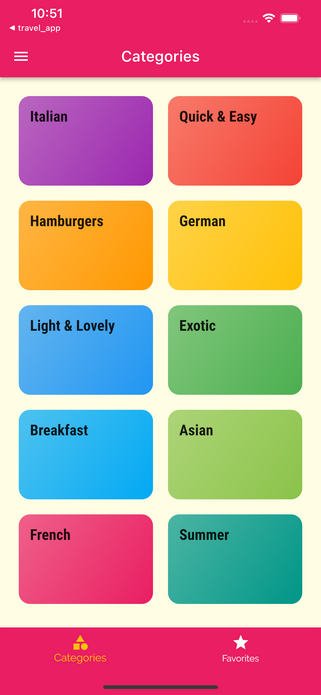 10:51
◀ travel_app
Categories
Italian
Quick & Easy
Hamburgers
German
Light & Lovely
Exotic
Breakfast
Asian
French
Summer
Categories
Favorites